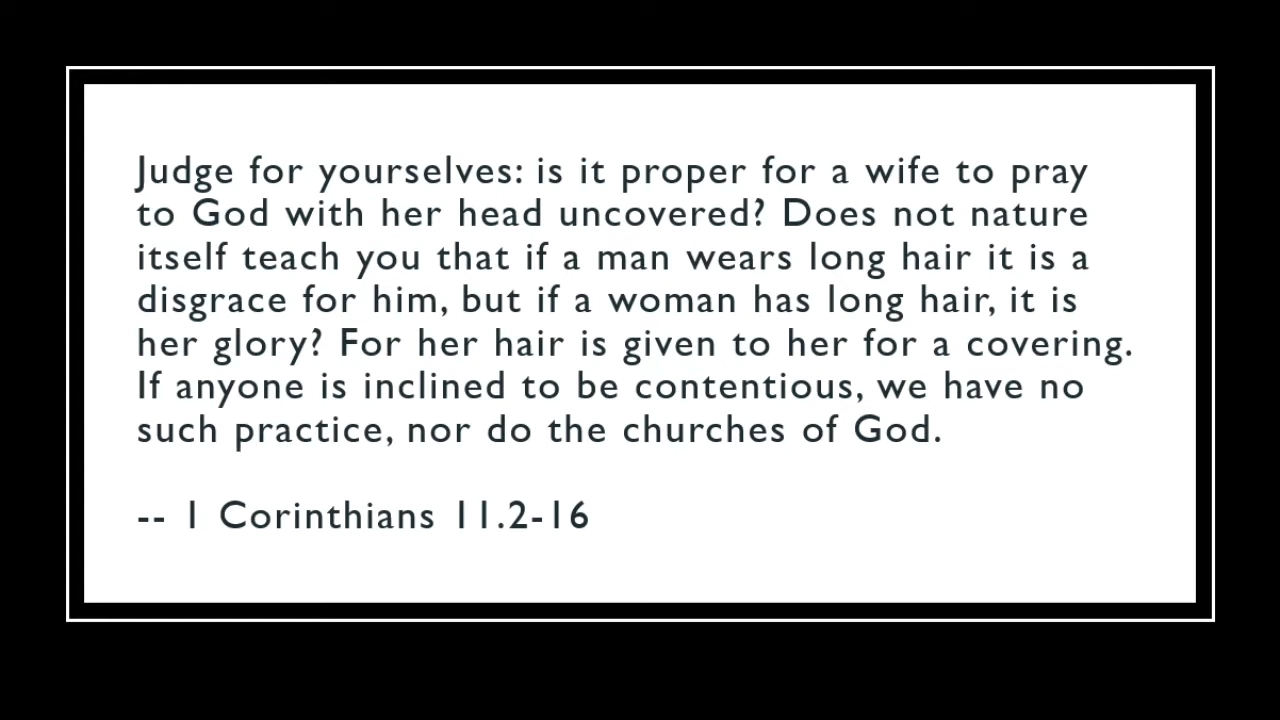 Judge for yourselves: is it proper for a wife to pray
to God with her head uncovered? Does not nature
itself teach you that if a man wears long hair it is a
disgrace for him, but if a woman has long hair, it is
her glory? For her hair is given to her for a covering.
If anyone is inclined to be contentious, we have no
such practice, nor do the churches of God.
-- 1 Corinthians 11.2-16